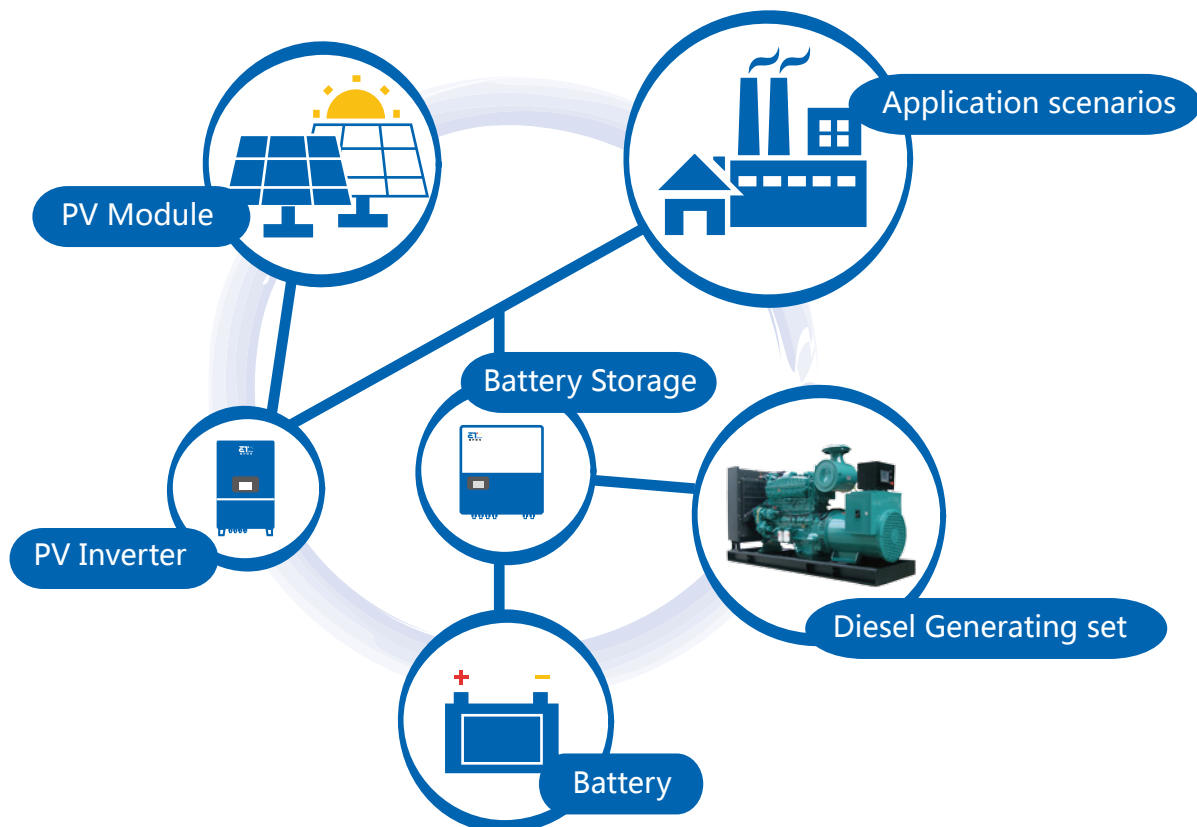 Application scenarios
PV Module
Battery Storage
PV Inverter
Diesel Generating set
Battery